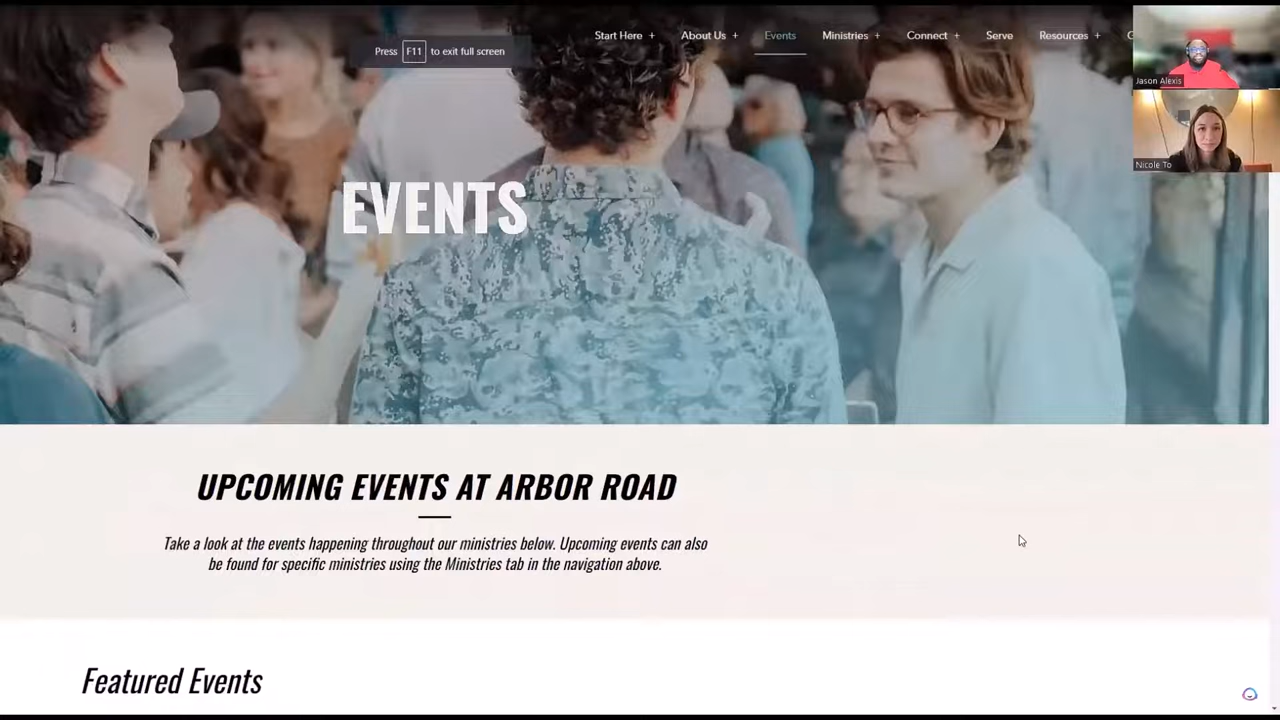 Start Here +
About Us +
Events
Ministries +
Connect +
Serve
Resources +
G
Press F11 to exit full screen
Jason Alexis
Nicole To
EVENTS
UPCOMING EVENTS AT ARBOR ROAD
Take a look at the events happening throughout our ministries below. Upcoming events can also
be found for specific ministries using the Ministries tab in the navigation above.
Featured Events